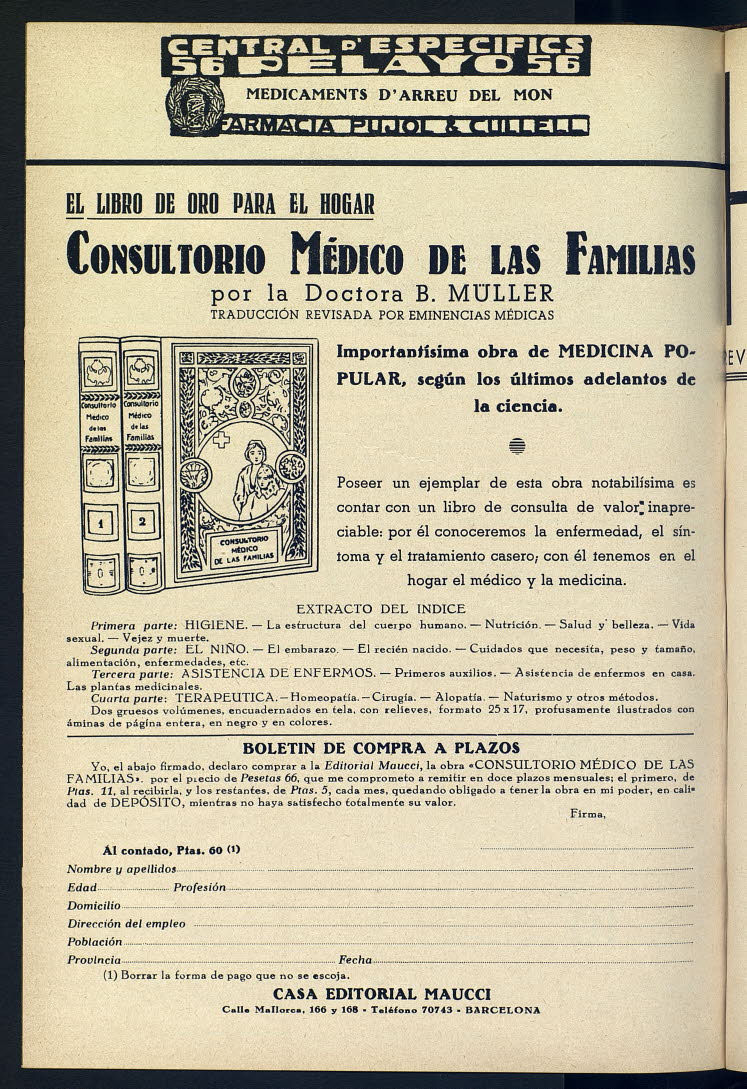 CENTRAL D'ESPECIFICS
56 PELAYO 56
MEDICAMENTS D'ARREU DEL MON
FARMACIA PUJOL & CULLELL
EL LIBRO DE ORO PARA EL HOGAR
CONSULTORIO MÉDICO DE LAS FAMILIAS
por la Doctora B. MÜLLER
TRADUCCIÓN REVISADA POR EMINENCIAS MÉDICAS
Consultorio
Medico
de las
Familias
1
Consultorio
Médico
de las
Familias
2
CONSULTORIO
MÉDICO
DE LAS FAMILIAS
Importantísima obra de MEDICINA PO-
PULAR, según los últimos adelantos de
la ciencia.
Poseer un ejemplar de esta obra notabilísima es
contar con un libro de consulta de valor inapre-
ciable: por él conoceremos la enfermedad, el sín-
toma y el tratamiento casero; con él tenemos en el
hogar el médico y la medicina.
EXTRACTO DEL INDICE
Primera parte: HIGIENE. — La estructura del cuerpo humano. — Nutrición. — Salud y belleza. — Vida
sexual. — Vejez y muerte.
Segunda parte: EL NIÑO. — El embarazo. — El recién nacido. — Cuidados que necesita, peso y tamaño,
alimentación, enfermedades, etc.
Tercera parte: ASISTENCIA DE ENFERMOS. — Primeros auxilios. — Asistencia de enfermos en casa.
Las plantas medicinales.
Cuarta parte: TERAPEUTICA. — Homeopatía. — Cirugía. — Alopatía. — Naturismo y otros métodos.
Dos gruesos volúmenes, encuadernados en tela, con relieves, formato 25 x 17, profusamente ilustrados con
áminas de página entera, en negro y en colores.
BOLETIN DE COMPRA A PLAZOS
Yo, el abajo firmado, declaro comprar a la Editorial Maucci, la obra «CONSULTORIO MÉDICO DE LAS
FAMILIAS». por el precio de Pesetas 66, que me comprometo a remitir en doce plazos mensuales; el primero, de
Ptas. 11, al recibirla, y los restantes, de Ptas. 5, cada mes, quedando obligado a tener la obra en mi poder, en cali-
dad de DEPÓSITO, mientras no haya satisfecho totalmente su valor.
Firma,
Al contado, Ptas. 60 (1)
Nombre y apellidos
Edad Profesión
Domicilio
Dirección del empleo
Población
Provincia Fecha
(1) Borrar la forma de pago que no se escoja.
CASA EDITORIAL MAUCCI
Calle Mallorca, 166 y 168 - Teléfono 70743 - BARCELONA
REV